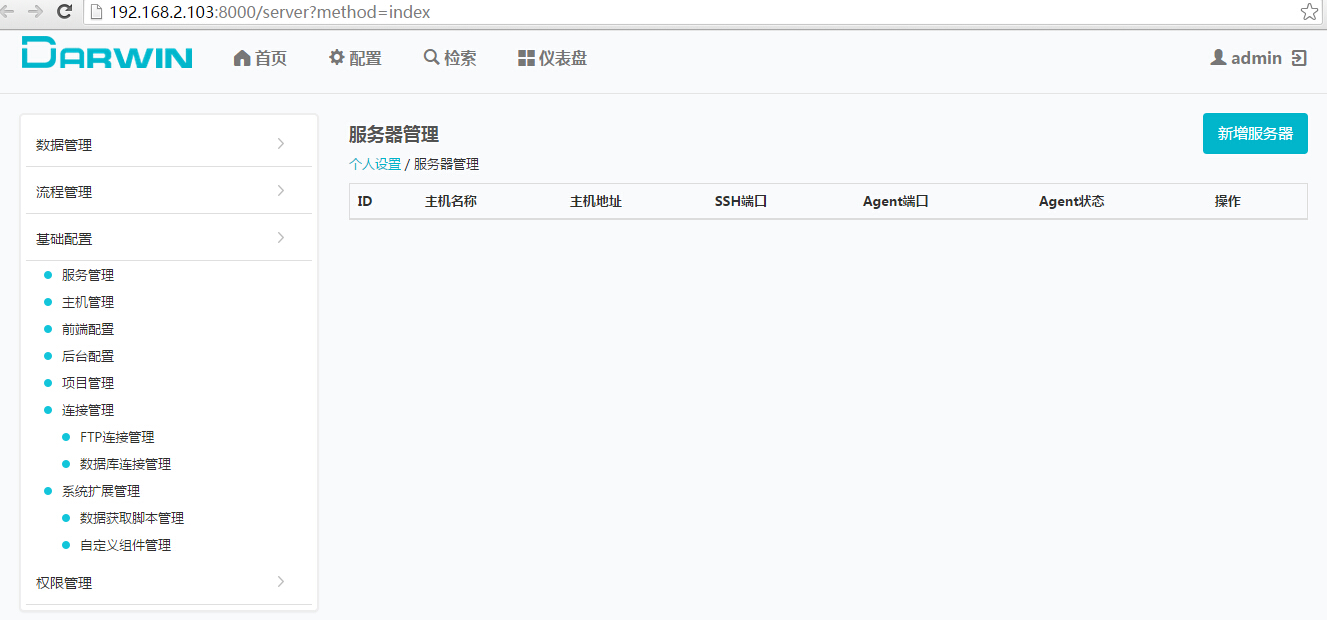 192.168.2.103:8000/server?method=index
DARWIN 首页 配置 检索 仪表盘 admin
数据管理
流程管理
基础配置
服务管理
主机管理
前端配置
后台配置
项目管理
连接管理
FTP连接管理
数据库连接管理
系统扩展管理
数据获取脚本管理
自定义组件管理
权限管理
服务器管理
新增服务器
个人设置 / 服务器管理
ID 主机名称 主机地址 SSH端口 Agent端口 Agent状态 操作